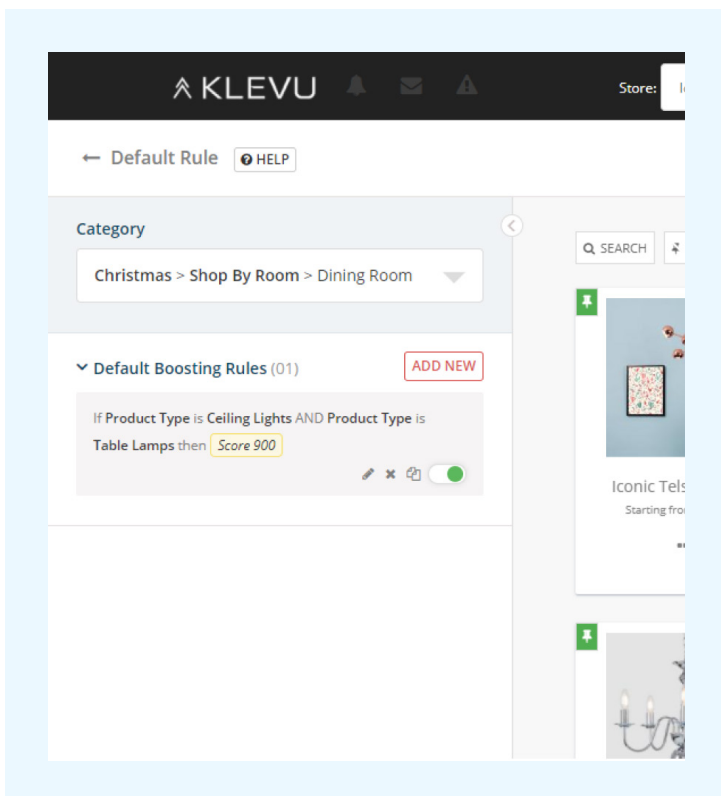 KLEVU
Store:
← Default Rule HELP
Category
Christmas > Shop By Room > Dining Room
SEARCH
Default Boosting Rules (01) ADD NEW
If Product Type is Ceiling Lights AND Product Type is
Table Lamps then Score 900
Iconic Tels
Starting fro